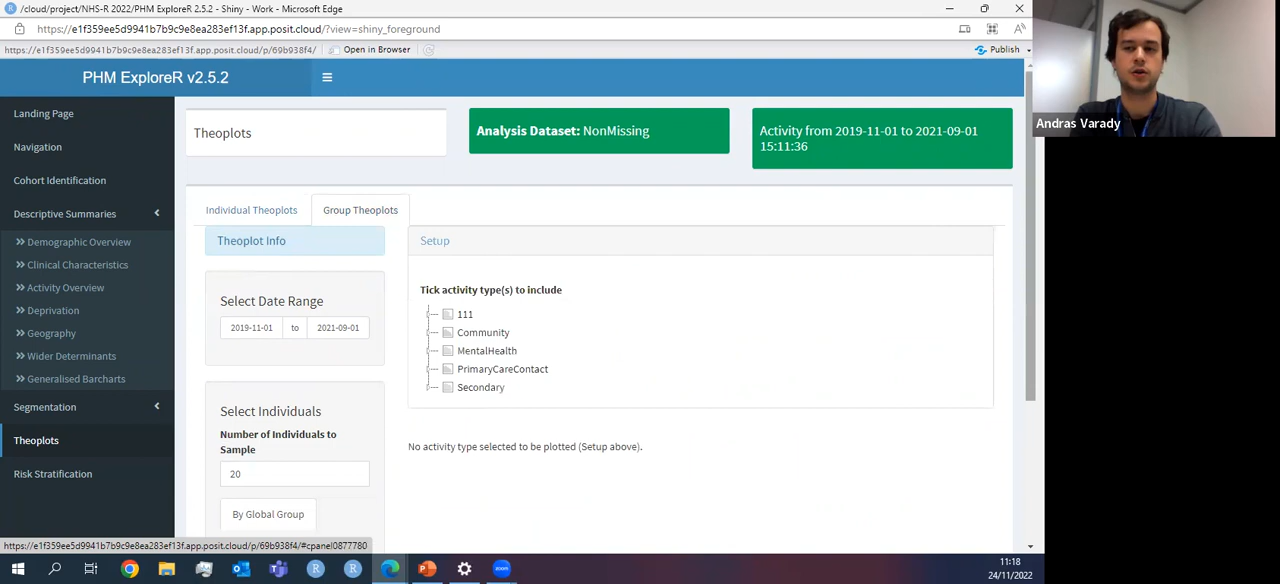 /cloud/project/NHS-R 2022/PHM ExploreR 2.5.2 - Shiny - Work - Microsoft Edge
https://e1f359ee5d9941b7b9c9e8ea283ef13f.app.posit.cloud/?view=shiny_foreground
https://e1f359ee5d9941b7b9c9e8ea283ef13f.app.posit.cloud/p/69b938f4/
Open in Browser
Publish
PHM ExploreR v2.5.2
Landing Page
Navigation
Cohort Identification
Descriptive Summaries
Demographic Overview
Clinical Characteristics
Activity Overview
Deprivation
Geography
Wider Determinants
Generalised Barcharts
Segmentation
Theoplots
Risk Stratification
Theoplots
Analysis Dataset: NonMissing
Activity from 2019-11-01 to 2021-09-01
15:11:36
Individual Theoplots
Group Theoplots
Theoplot Info
Select Date Range
2019-11-01 to 2021-09-01
Select Individuals
Number of Individuals to
Sample
20
By Global Group
Setup
Tick activity type(s) to include
111
Community
MentalHealth
PrimaryCareContact
Secondary
No activity type selected to be plotted (Setup above).
https://e1f359ee5d9941b7b9c9e8ea283ef13f.app.posit.cloud/p/69b938f4/#cpanel0877780
11:18
24/11/2022
Andras Varady